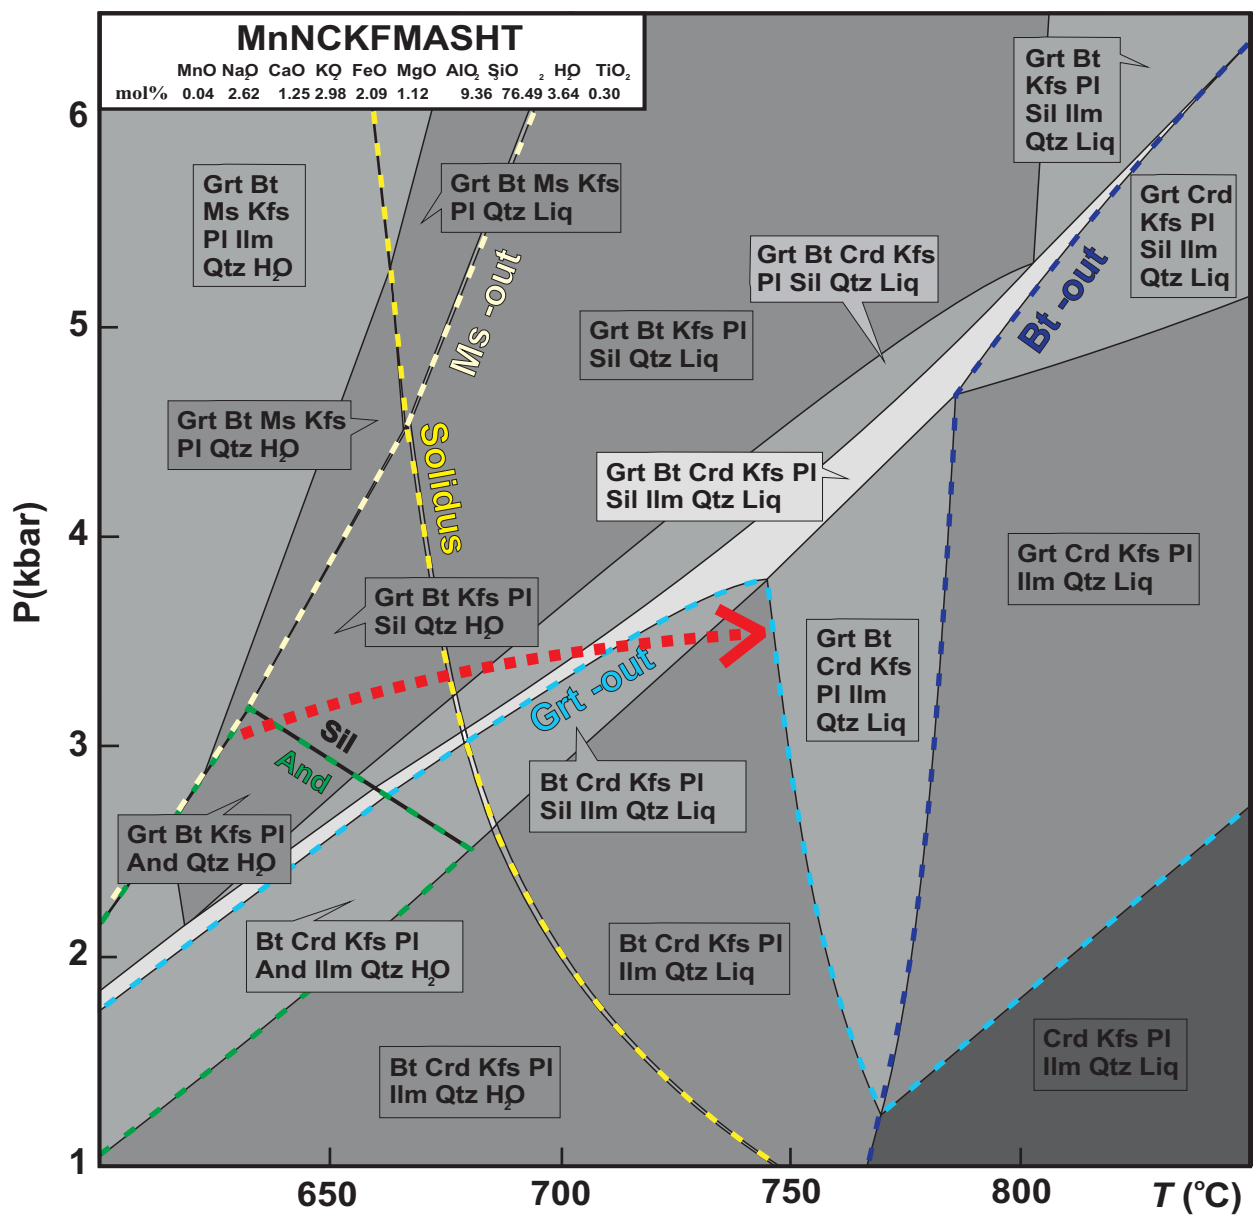 MnNCKFMASHT
MnO Na₂O CaO K₂O FeO MgO AlO₂ SiO₃ ₂ H₂O TiO₂
mol% 0.04 2.62 1.25 2.98 2.09 1.12 9.36 76.49 3.64 0.30
6
5
4
3
2
1
P(kbar)
Grt Bt
Kfs Pl
Sil Ilm
Qtz Liq
Grt Bt
Ms Kfs
Pl Ilm
Qtz H₂O
Grt Bt Ms Kfs
Pl Qtz Liq
Grt Crd
Kfs Pl
Sil Ilm
Qtz Liq
Ms -out
Grt Bt Crd Kfs
Pl Sil Qtz Liq
Bt -out
Grt Bt Kfs Pl
Sil Qtz Liq
Grt Bt Ms Kfs
Pl Qtz H₂O
Solidus
Grt Bt Crd Kfs Pl
Sil Ilm Qtz Liq
Grt Crd Kfs Pl
Ilm Qtz Liq
Grt Bt Kfs Pl
Sil Qtz H₂O
Grt Bt
Crd Kfs
Pl Ilm
Qtz Liq
Grt -out
Sil
And
Bt Crd Kfs Pl
Sil Ilm Qtz Liq
Grt Bt Kfs Pl
And Qtz H₂O
Bt Crd Kfs Pl
And Ilm Qtz H₂O
Bt Crd Kfs Pl
Ilm Qtz Liq
Bt Crd Kfs Pl
Ilm Qtz H₂O
Crd Kfs Pl
Ilm Qtz Liq
650
700
750
800
T (°C)